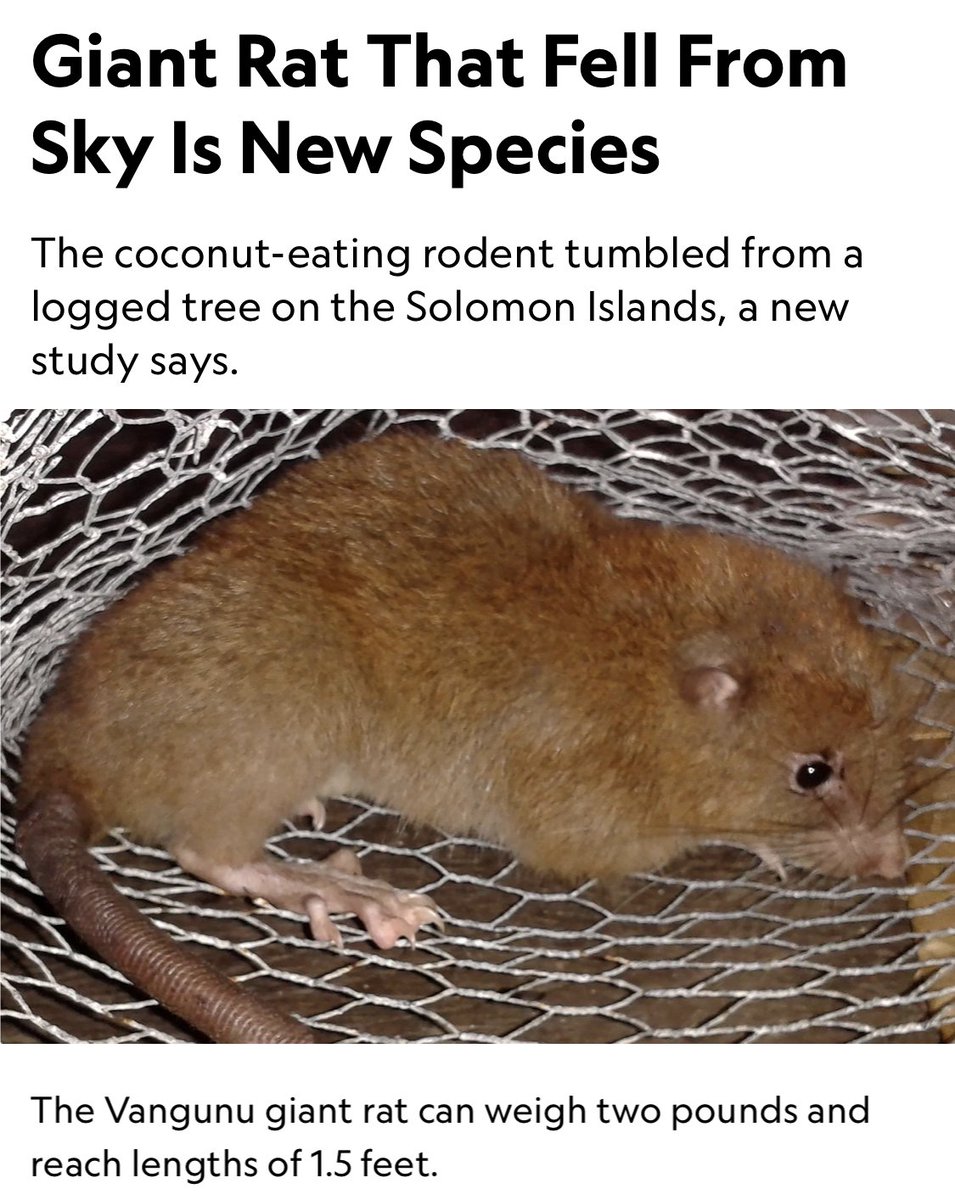 Giant Rat That Fell From
Sky Is New Species
The coconut-eating rodent tumbled from a
logged tree on the Solomon Islands, a new
study says.
The Vangunu giant rat can weigh two pounds and
reach lengths of 1.5 feet.